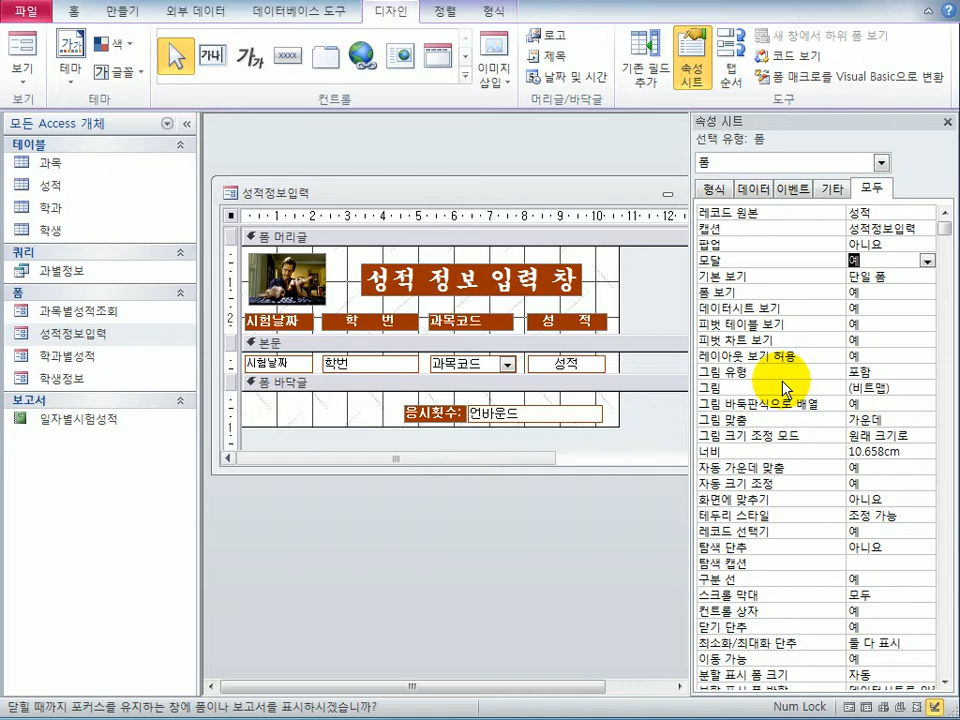 파일 홈 만들기 외부 데이터 데이터베이스 도구 디자인 정렬 형식
보기 테마 색 글꼴 가나 가가 xxxx 이미지 삽입 로고 제목 날짜 및 시간 기존 필드 추가 속성 시트 탭 순서 새 창에서 하위 폼 보기 코드 보기 폼 매크로를 Visual Basic으로 변환
보기 테마 컨트롤 머리글/바닥글 도구
모든 Access 개체
테이블
과목
성적
학과
학생
쿼리
과별정보
폼
과목별성적조회
성적정보입력
학과별성적
학생정보
보고서
일자별시험성적
성적정보입력
1 2 3 4 5 6 7 8 9 10 11 12
폼 머리글
성적 정보 입력 창
시험날짜 학 번 과목코드 성 적
본문
시험날짜 학번 과목코드 성적
폼 바닥글
응시횟수: 언바운드
속성 시트
선택 유형: 폼
폼
형식 데이터 이벤트 기타 모두
레코드 원본 성적
캡션 성적정보입력
팝업 아니요
모달 예
기본 보기 단일 폼
폼 보기 예
데이터시트 보기 예
피벗 테이블 보기 예
피벗 차트 보기 예
레이아웃 보기 허용 예
그림 유형 포함
그림 (비트맵)
그림 바둑판식으로 배열 예
그림 맞춤 가운데
그림 크기 조정 모드 원래 크기로
너비 10.658cm
자동 가운데 맞춤 예
자동 크기 조정 예
화면에 맞추기 아니요
테두리 스타일 조정 가능
레코드 선택기 예
탐색 단추 아니요
탐색 캡션
구분 선 예
스크롤 막대 모두
컨트롤 상자 예
닫기 단추 예
최소화/최대화 단추 둘 다 표시
이동 가능 예
분할 표시 폼 크기 자동
닫힐 때까지 포커스를 유지하는 창에 폼이나 보고서를 표시하시겠습니까? Num Lock